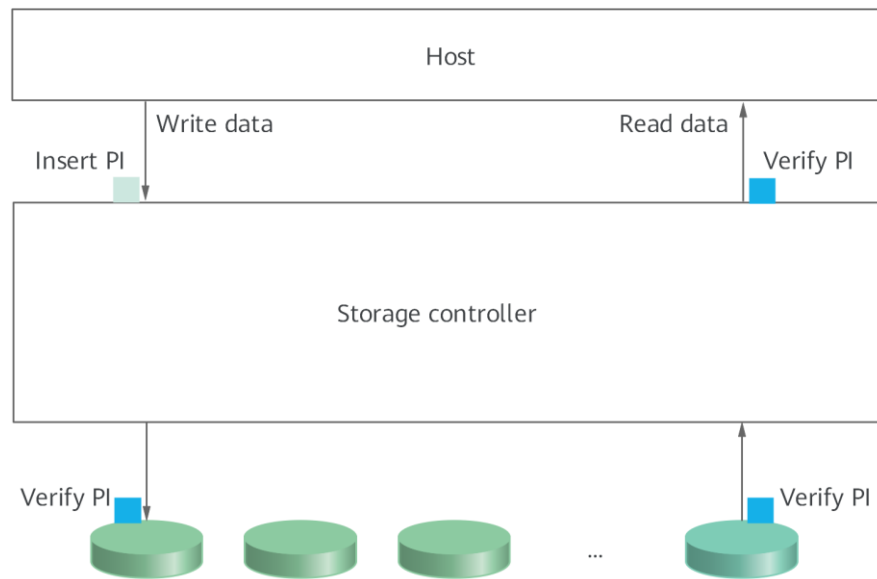 Host
Write data
Read data
Insert PI
Verify PI
Storage controller
Verify PI
Verify PI
...